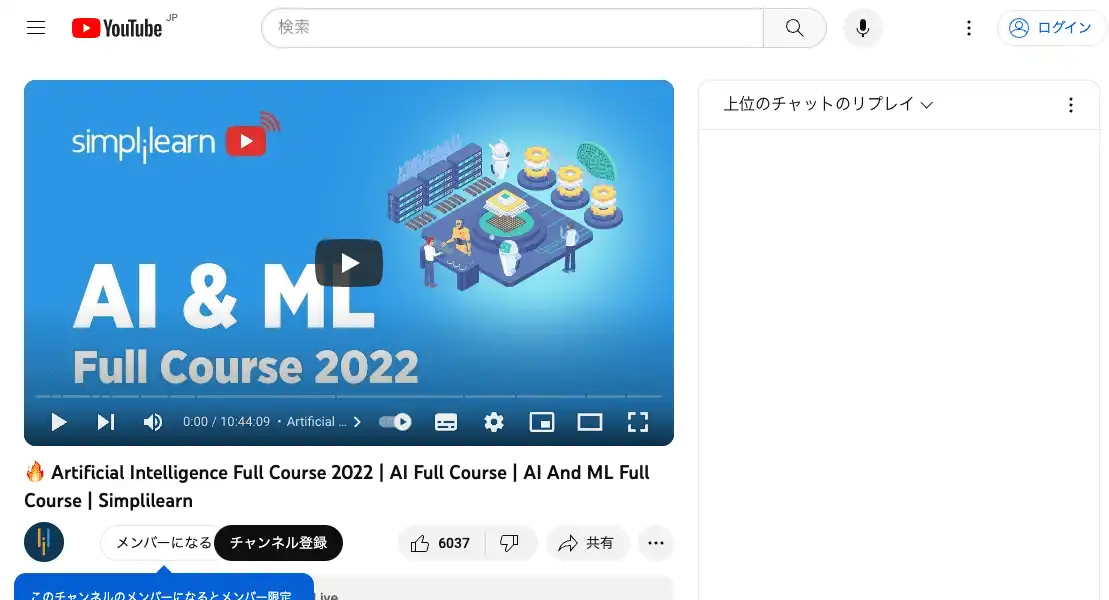 YouTube JP
検索
ログイン
上位のチャットのリプレイ
simplilearn
AI & ML
Full Course 2022
0:00 / 10:44:09 • Artificial ...
🔥 Artificial Intelligence Full Course 2022 | AI Full Course | AI And ML Full
Course | Simplilearn
メンバーになる
チャンネル登録
6037
共有
このチャンネルのメンバーになるとメンバー限定